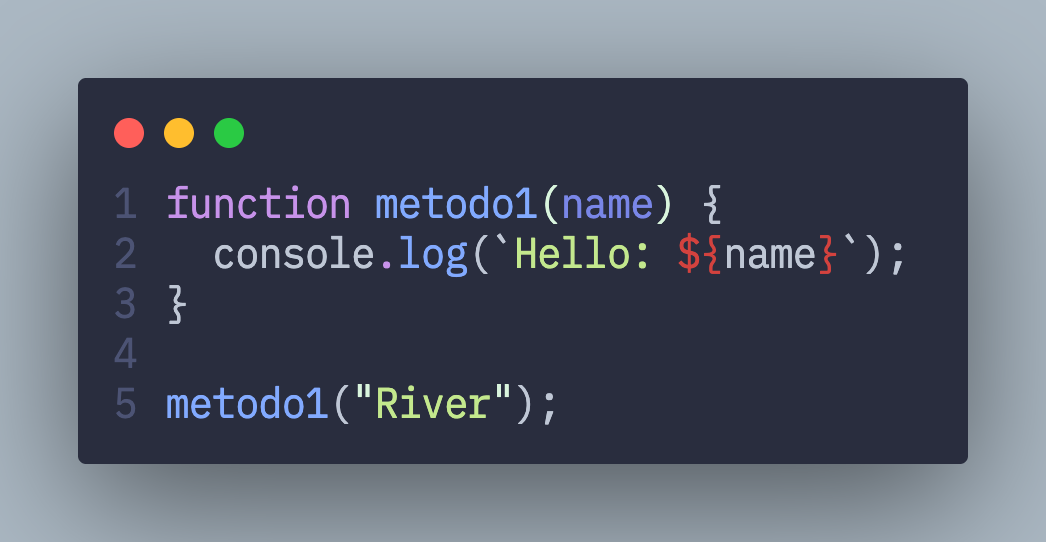 1 function metodo1(name) {
2   console.log(`Hello: ${name}`);
3 }
4
5 metodo1("River");